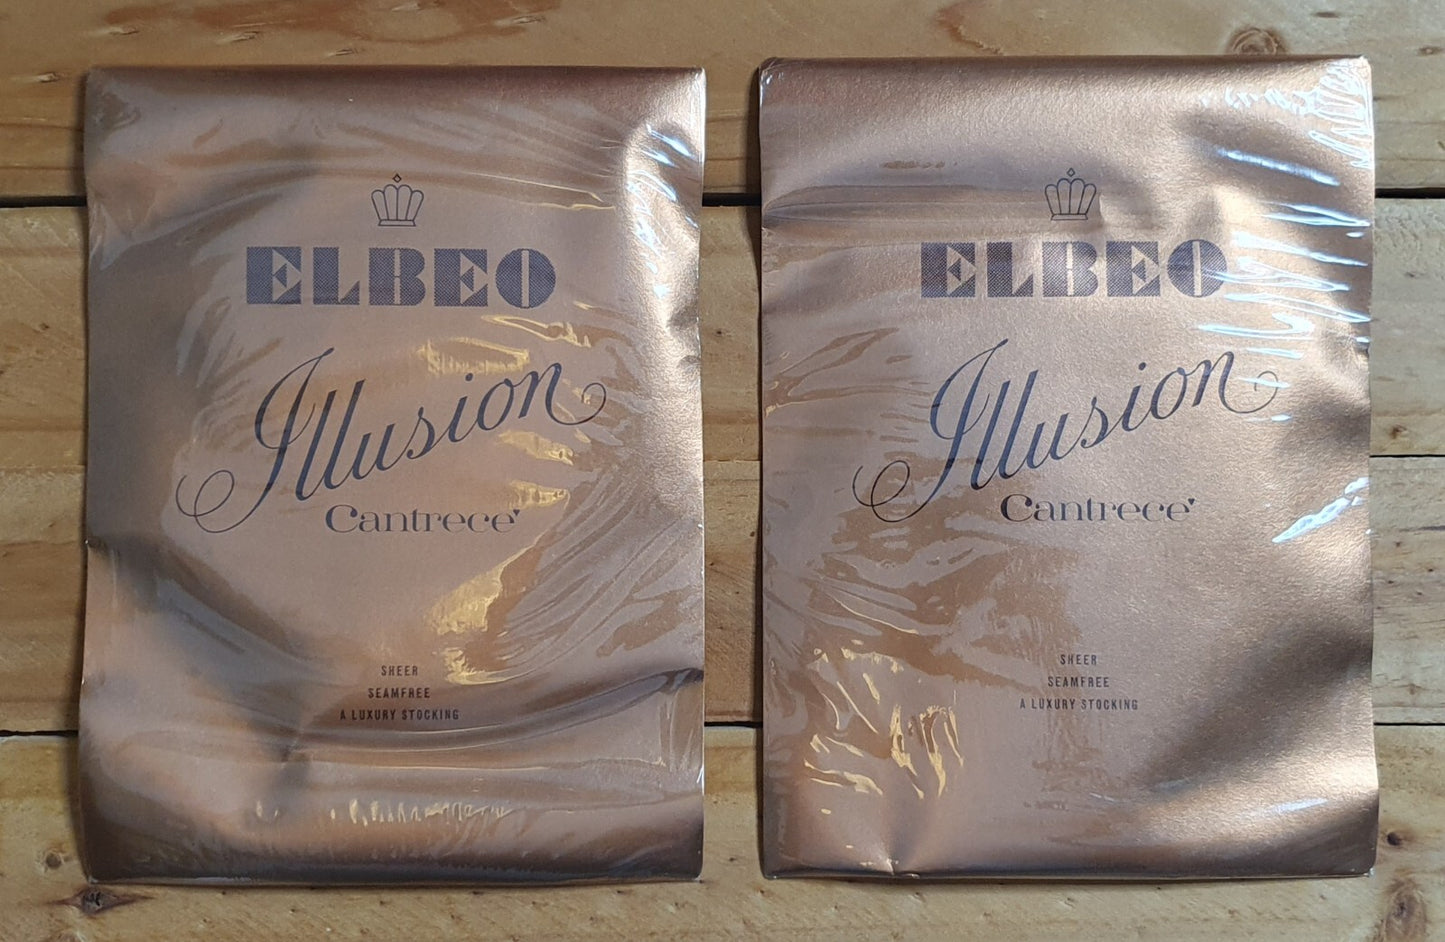 ELBEO
Illusion
Cantrece
SHEER
SEAMFREE
A LUXURY STOCKING
ELBEO
Illusion
Cantrece
SHEER
SEAMFREE
A LUXURY STOCKING